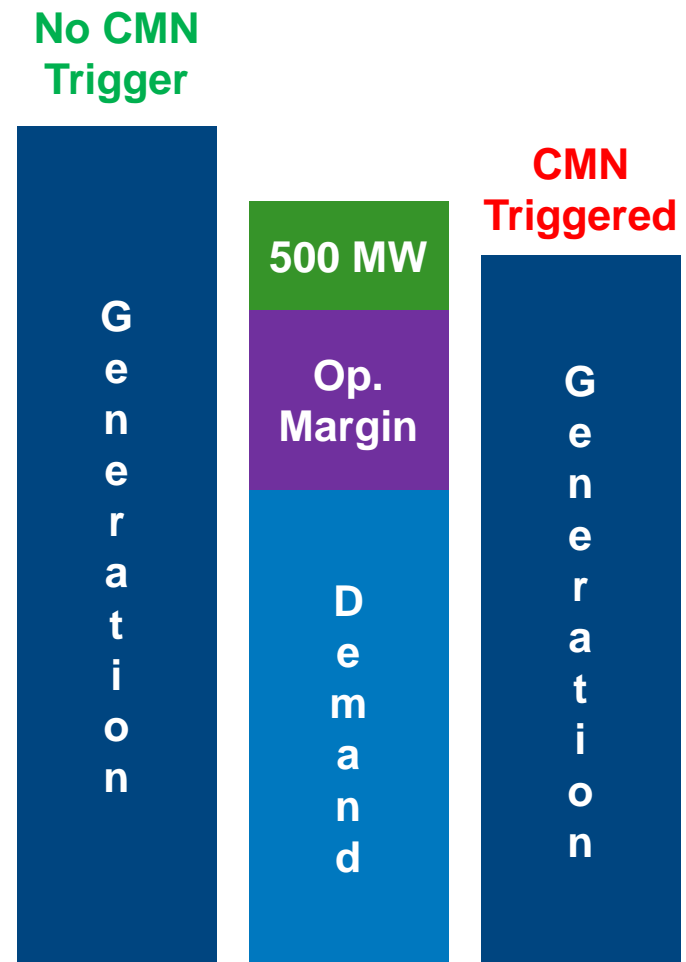 No CMN
Trigger
Generation
500 MW
Op.
Margin
Demand
CMN
Triggered
Generation